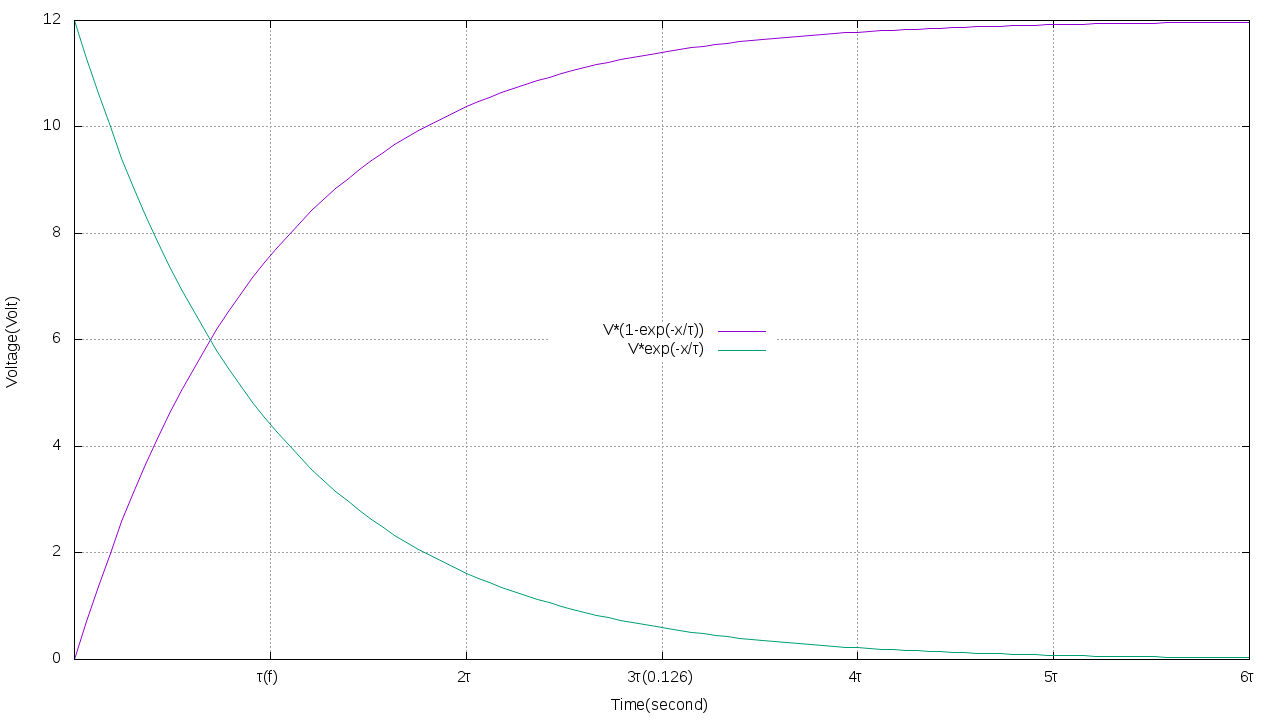 12
10
8
6
4
2
0
Voltage(Volt)
V*(1-exp(-x/τ))
V*exp(-x/τ)
τ(f)
2τ
3τ(0.126)
4τ
5τ
6τ
Time(second)